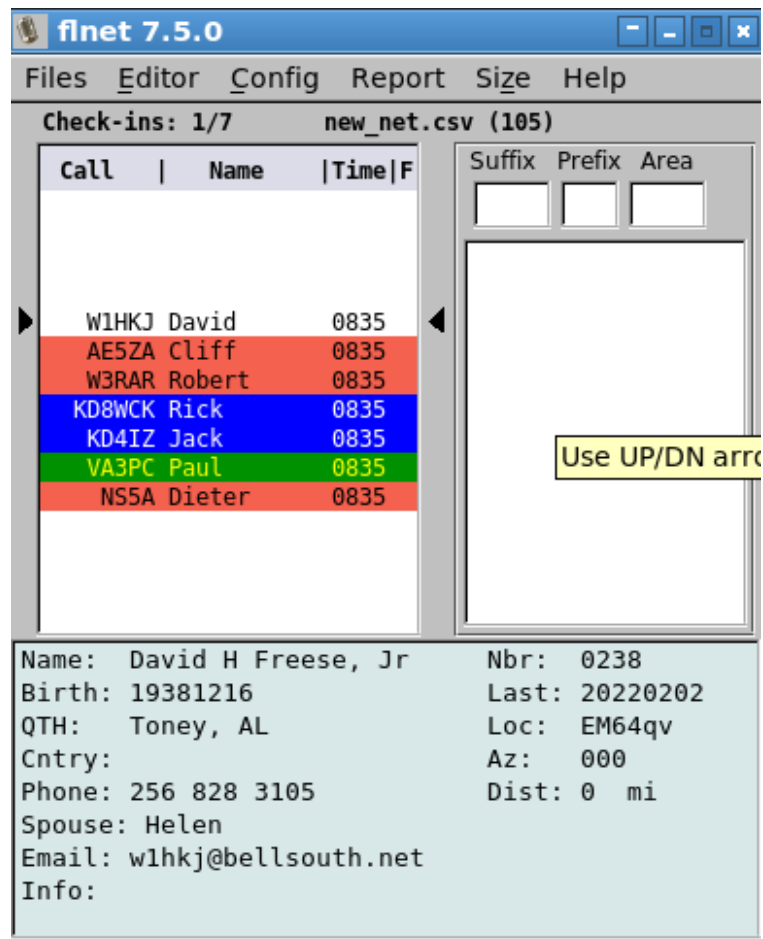 flnet 7.5.0
Files Editor Config Report Size Help
Check-ins: 1/7 new_net.csv (105)
Call | Name |Time|F
Suffix Prefix Area
W1HKJ David 0835
AE5ZA Cliff 0835
W3RAR Robert 0835
KD8WCK Rick 0835
KD4IZ Jack 0835
VA3PC Paul 0835
NS5A Dieter 0835
Use UP/DN arro
Name: David H Freese, Jr Nbr: 0238
Birth: 19381216 Last: 20220202
QTH: Toney, AL Loc: EM64qv
Cntry: Az: 000
Phone: 256 828 3105 Dist: 0 mi
Spouse: Helen
Email: w1hkj@bellsouth.net
Info: